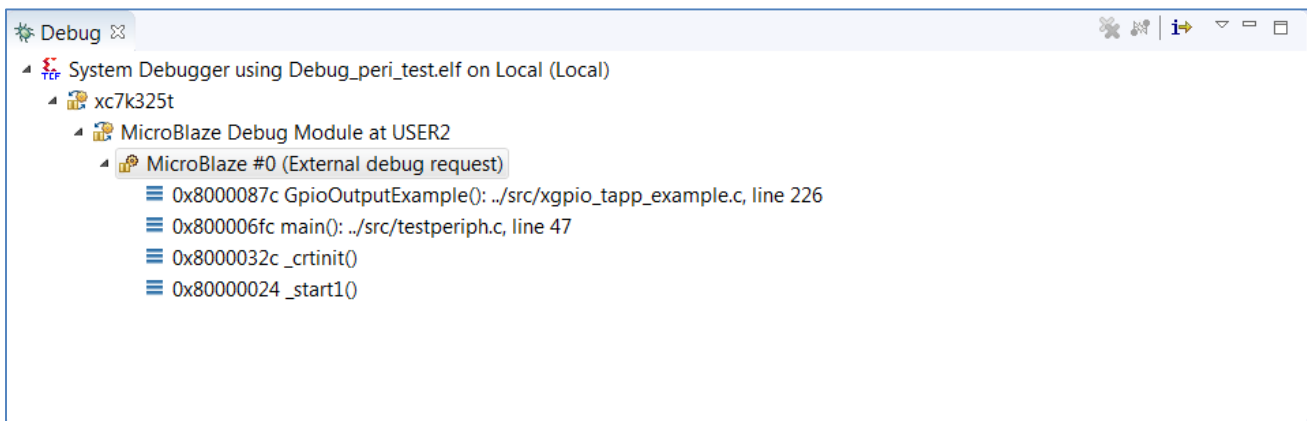 Debug
TCF System Debugger using Debug_peri_test.elf on Local (Local)
xc7k325t
MicroBlaze Debug Module at USER2
MicroBlaze #0 (External debug request)
0x8000087c GpioOutputExample(): ../src/xgpio_tapp_example.c, line 226
0x800006fc main(): ../src/testperiph.c, line 47
0x8000032c _crtinit()
0x80000024 _start1()